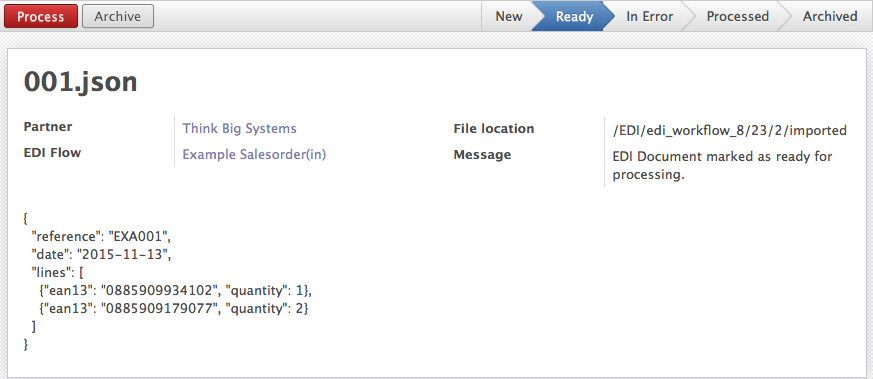 Process Archive New Ready In Error Processed Archived
001.json
Partner Think Big Systems File location /EDI/edi_workflow_8/23/2/imported
EDI Flow Example Salesorder(in) Message EDI Document marked as ready for
processing.
{
"reference": "EXA001",
"date": "2015-11-13",
"lines": [
{"ean13": "0885909934102", "quantity": 1},
{"ean13": "0885909179077", "quantity": 2}
]
}